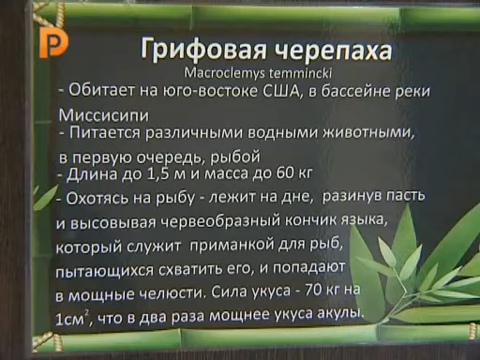 Р
Грифовая черепаха
Macroclemys temmincki
- Обитает на юго-востоке США, в бассейне реки
Миссисипи
- Питается различными водными животными,
в первую очередь, рыбой
- Длина до 1,5 м и масса до 60 кг
- Охотясь на рыбу - лежит на дне, разинув пасть
и высовывая червеобразный кончик языка,
который служит приманкой для рыб,
пытающихся схватить его, и попадают
в мощные челюсти. Сила укуса - 70 кг на
1см², что в два раза мощнее укуса акулы.